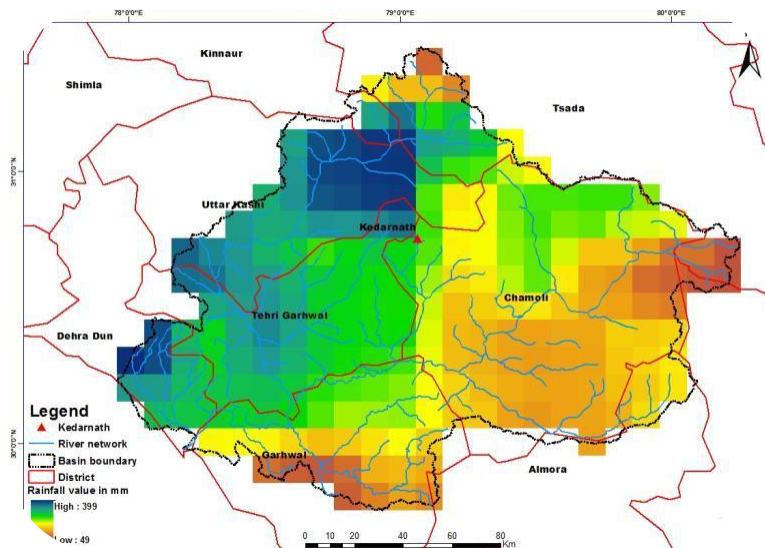 78°0'0"E 79°0'0"E 80°0'0"E
Kinnaur
Shimla
Tsada
31°0'0"N
Uttar Kashi
Kedarnath
Chamoli
Tehri Garhwal
Dehra Dun
Legend
Kedarnath
River network
Basin boundary
District
Rainfall value in mm
High : 399
Low : 49
30°0'0"N
Garhwal
Almora
0 10 20 40 60 80
Km